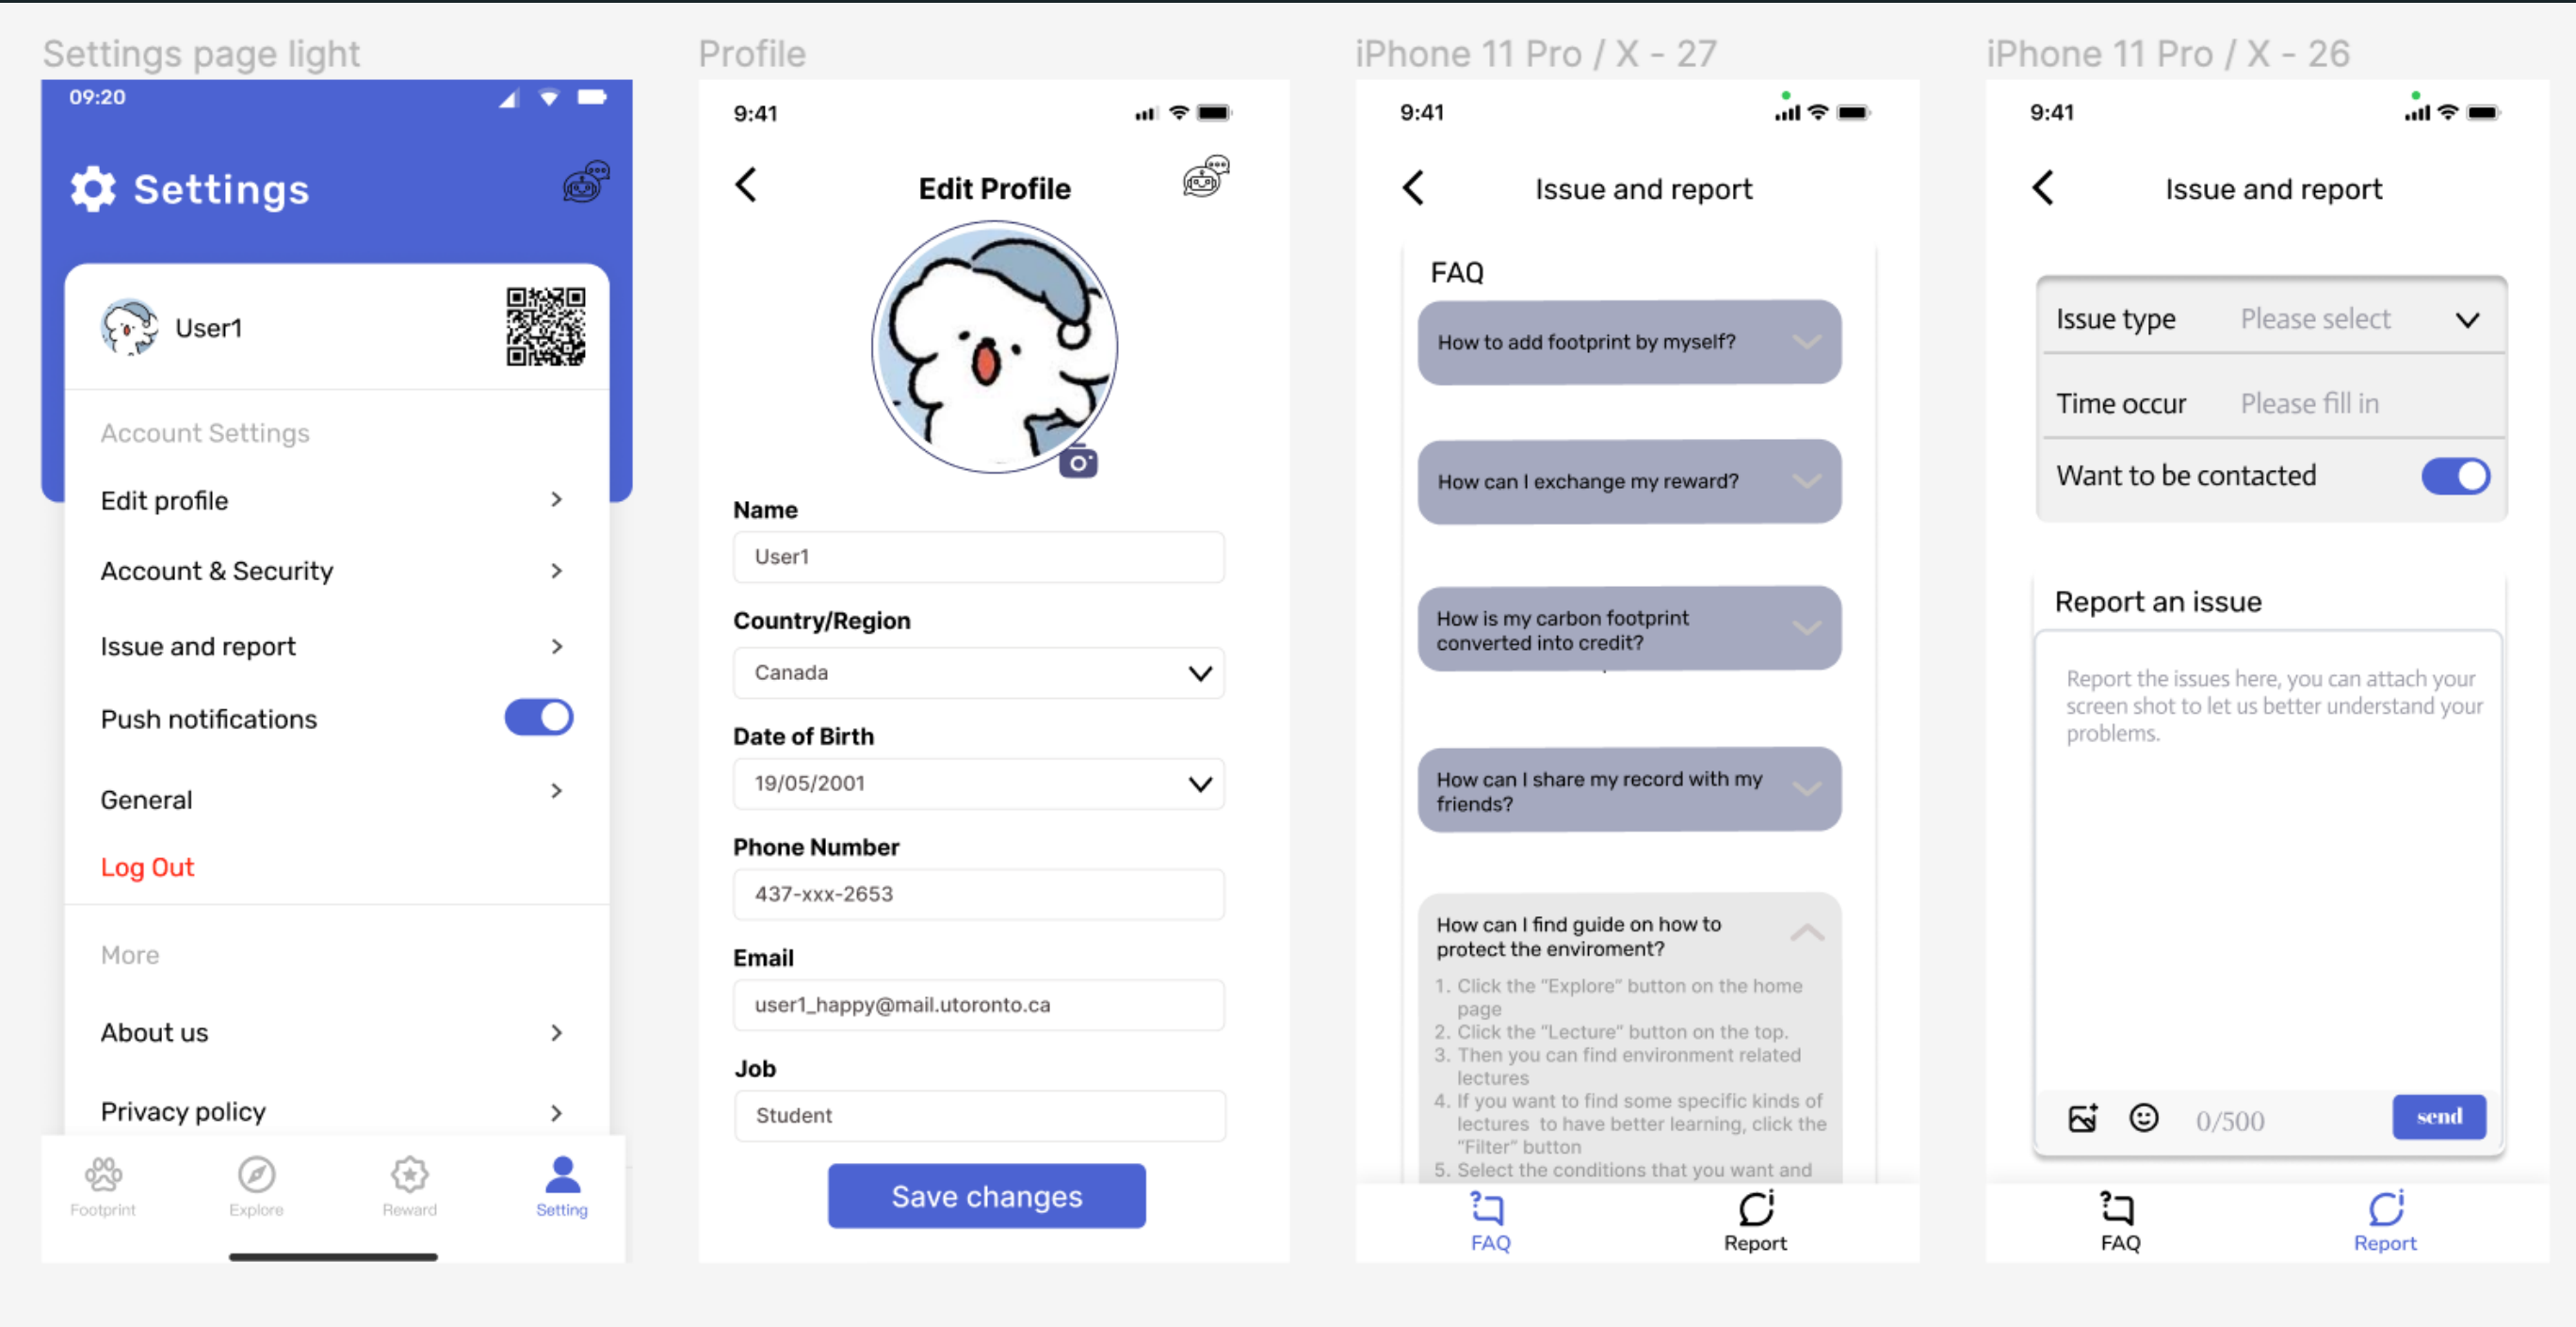 Settings page light
09:20
Settings
User1
Account Settings
Edit profile
Account & Security
Issue and report
Push notifications
General
Log Out
More
About us
Privacy policy
Footprint
Explore
Reward
Setting
Profile
9:41
Edit Profile
Name
User1
Country/Region
Canada
Date of Birth
19/05/2001
Phone Number
437-xxx-2653
Email
user1_happy@mail.utoronto.ca
Job
Student
Save changes
iPhone 11 Pro / X - 27
9:41
Issue and report
FAQ
How to add footprint by myself?
How can I exchange my reward?
How is my carbon footprint
converted into credit?
How can I share my record with my
friends?
How can I find guide on how to
protect the enviroment?
1. Click the "Explore" button on the home
page
2. Click the "Lecture" button on the top.
3. Then you can find environment related
lectures
4. If you want to find some specific kinds of
lectures to have better learning, click the
"Filter" button
5. Select the conditions that you want and
FAQ
Report
iPhone 11 Pro / X - 26
9:41
Issue and report
Issue type Please select
Time occur Please fill in
Want to be contacted
Report an issue
Report the issues here, you can attach your
screen shot to let us better understand your
problems.
0/500
send
FAQ
Report